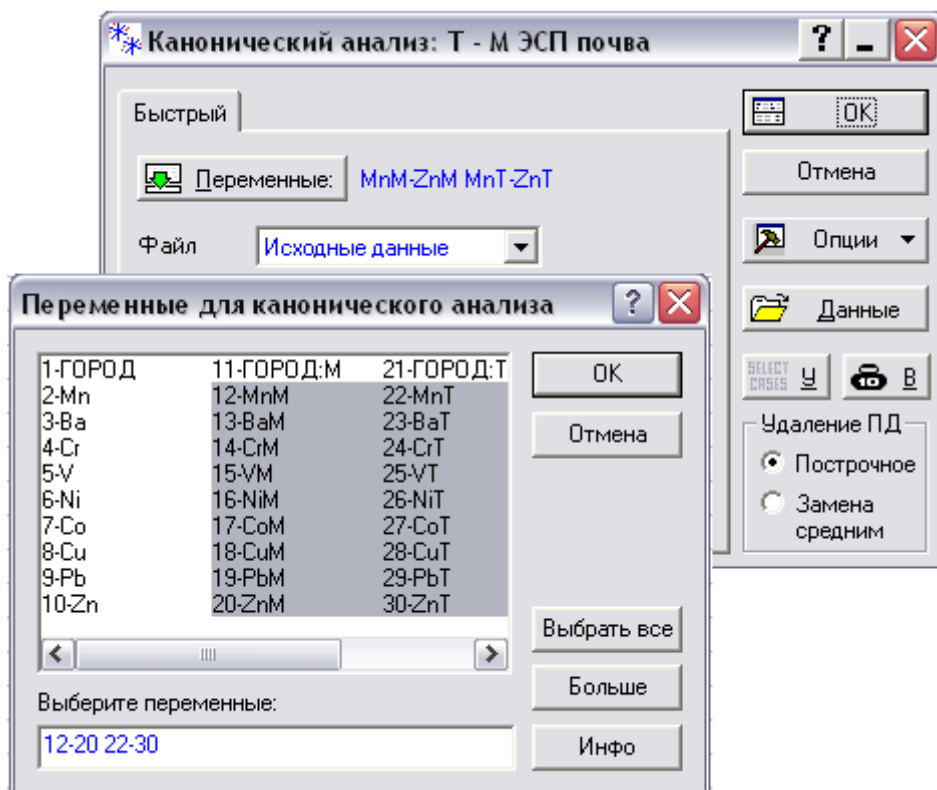 Канонический анализ: Т - М ЭСП почва
Быстрый
Переменные: MnM-ZnM MnT-ZnT
Файл Исходные данные
OK
Отмена
Опции
Данные
SELECT CASES У В
Удаление ПД
Построчное
Замена средним
Переменные для канонического анализа
1-ГОРОД 11-ГОРОД:М 21-ГОРОД:Т
2-Mn 12-MnM 22-MnT
3-Ba 13-BaM 23-BaT
4-Cr 14-CrM 24-CrT
5-V 15-VM 25-VT
6-Ni 16-NiM 26-NiT
7-Co 17-CoM 27-CoT
8-Cu 18-CuM 28-CuT
9-Pb 19-PbM 29-PbT
10-Zn 20-ZnM 30-ZnT
OK
Отмена
Выбрать все
Больше
Инфо
Выберите переменные:
12-20 22-30